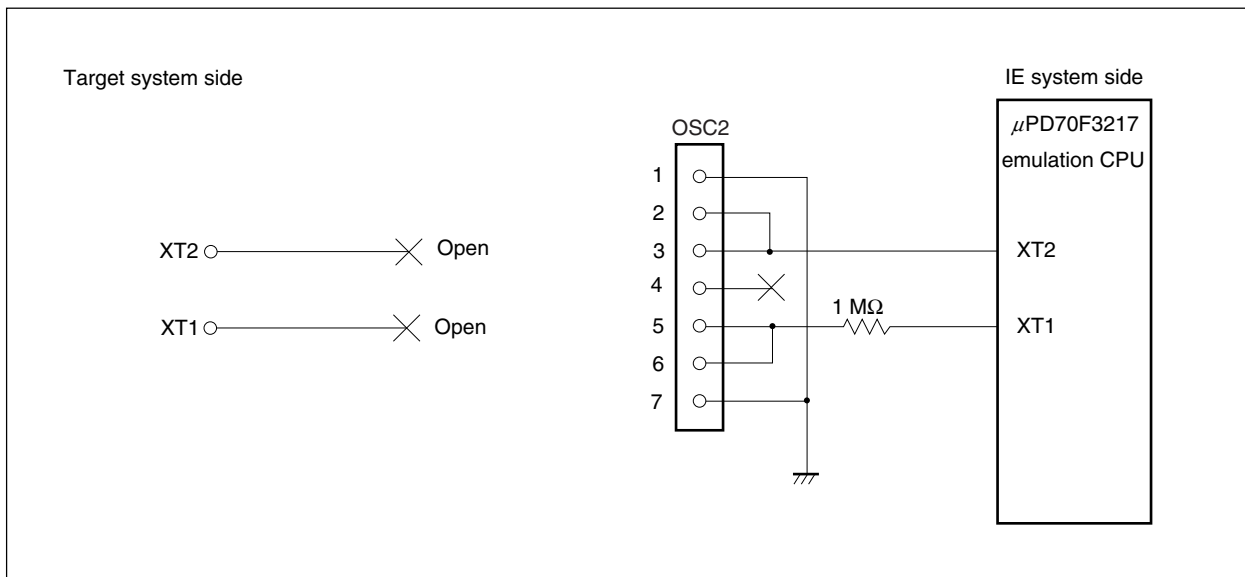 Target system side
IE system side
μPD70F3217
emulation CPU
OSC2
1
2
3
4
5
6
7
XT2
Open
XT1
Open
1 MΩ
XT2
XT1